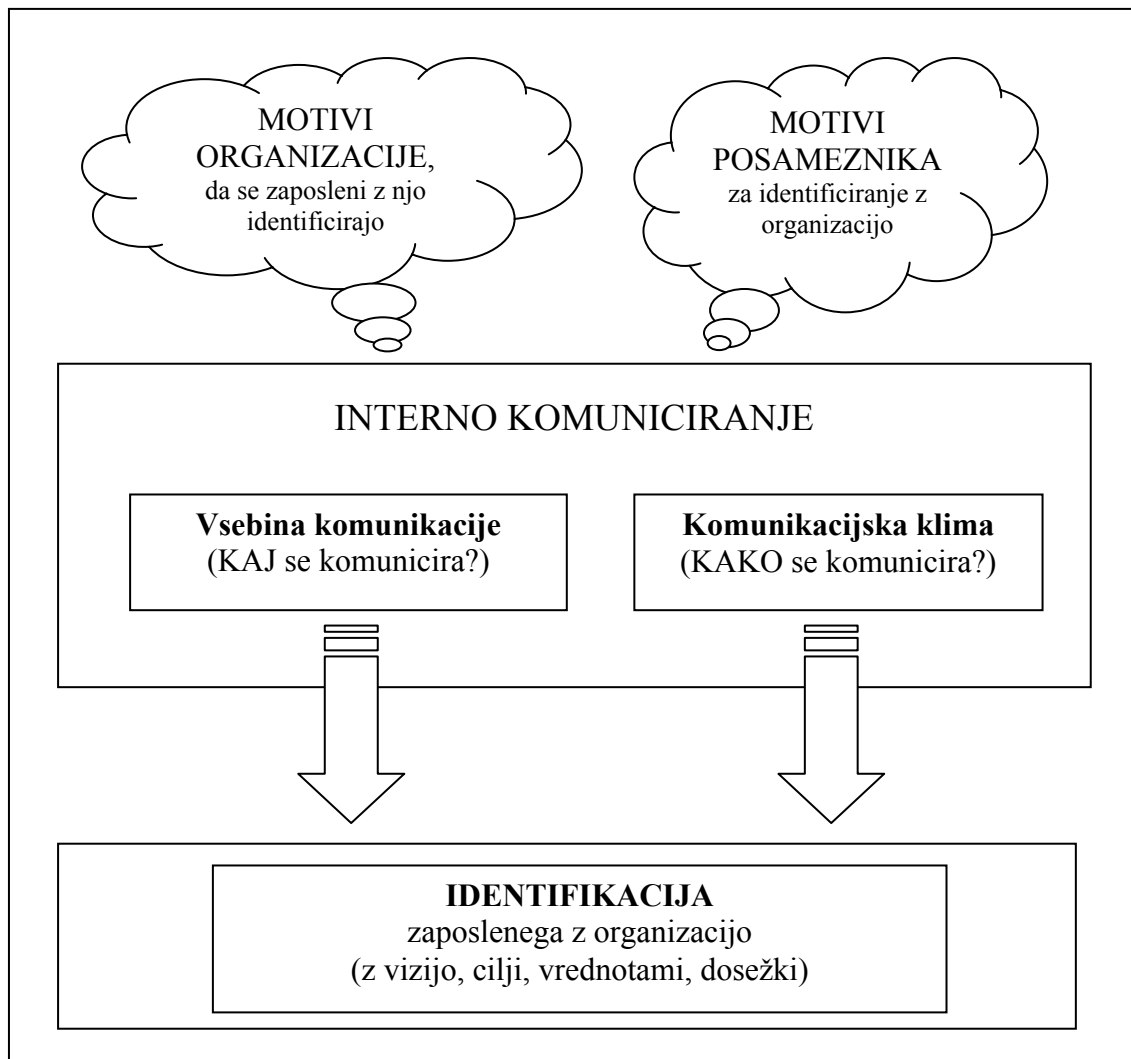 MOTIVI
ORGANIZACIJE,
da se zaposleni z njo
identificirajo
MOTIVI
POSAMEZNIKA
za identificiranje z
organizacijo
INTERNO KOMUNICIRANJE
Vsebina komunikacije
(KAJ se komunicira?)
Komunikacijska klima
(KAKO se komunicira?)
IDENTIFIKACIJA
zaposlenega z organizacijo
(z vizijo, cilji, vrednotami, dosežki)